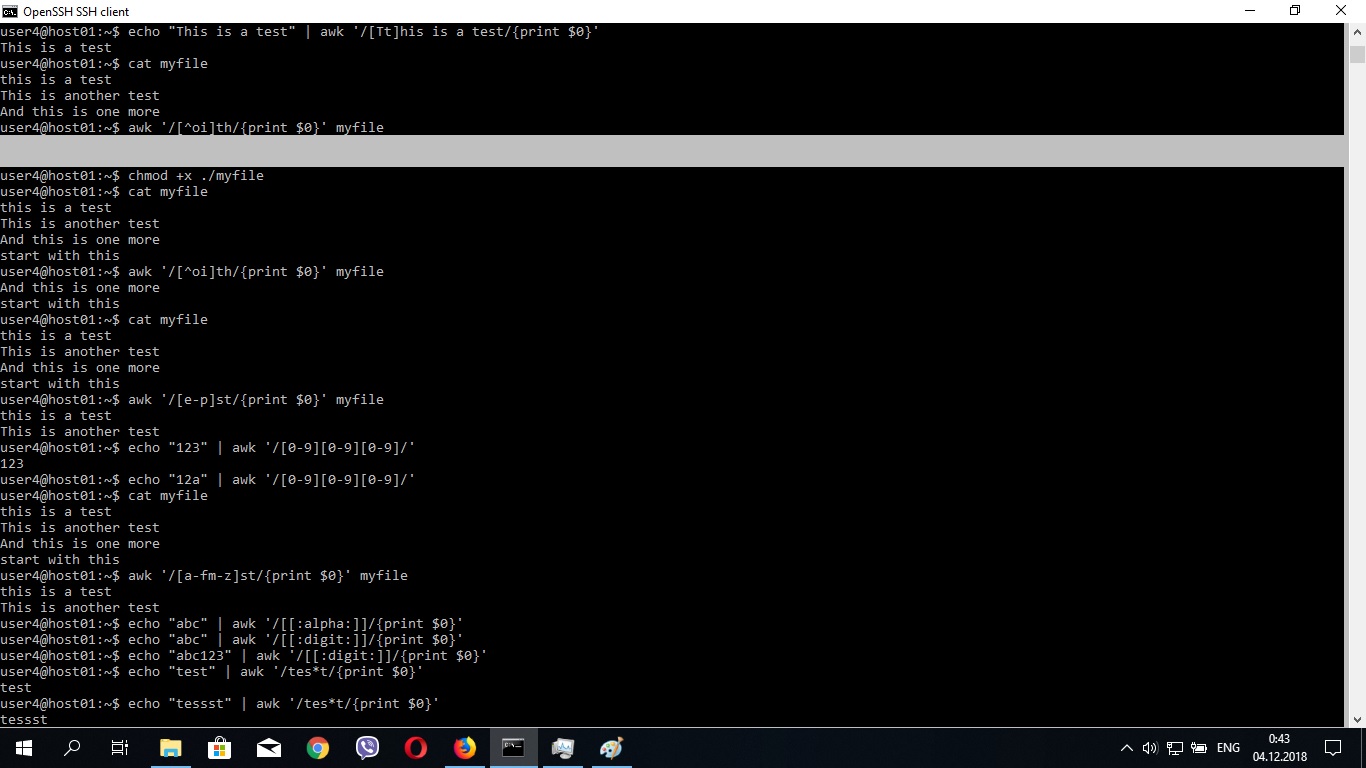 OpenSSH SSH client
user4@host01:~$ echo "This is a test" | awk '/[Tt]his is a test/{print $0}'
This is a test
user4@host01:~$ cat myfile
this is a test
This is another test
And this is one more
user4@host01:~$ awk '/[^oi]th/{print $0}' myfile
user4@host01:~$ chmod +x ./myfile
user4@host01:~$ cat myfile
this is a test
This is another test
And this is one more
start with this
user4@host01:~$ awk '/[^oi]th/{print $0}' myfile
And this is one more
start with this
user4@host01:~$ cat myfile
this is a test
This is another test
And this is one more
start with this
user4@host01:~$ awk '/[e-p]st/{print $0}' myfile
this is a test
This is another test
user4@host01:~$ echo "123" | awk '/[0-9][0-9][0-9]/'
123
user4@host01:~$ echo "12a" | awk '/[0-9][0-9][0-9]/'
user4@host01:~$ cat myfile
this is a test
This is another test
And this is one more
start with this
user4@host01:~$ awk '/[a-fm-z]st/{print $0}' myfile
this is a test
This is another test
user4@host01:~$ echo "abc" | awk '/[[:alpha:]]/{print $0}'
user4@host01:~$ echo "abc" | awk '/[[:digit:]]/{print $0}'
user4@host01:~$ echo "abc123" | awk '/[[:digit:]]/{print $0}'
user4@host01:~$ echo "test" | awk '/tes*t/{print $0}'
test
user4@host01:~$ echo "tessst" | awk '/tes*t/{print $0}'
tessst
ENG
0:43
04.12.2018